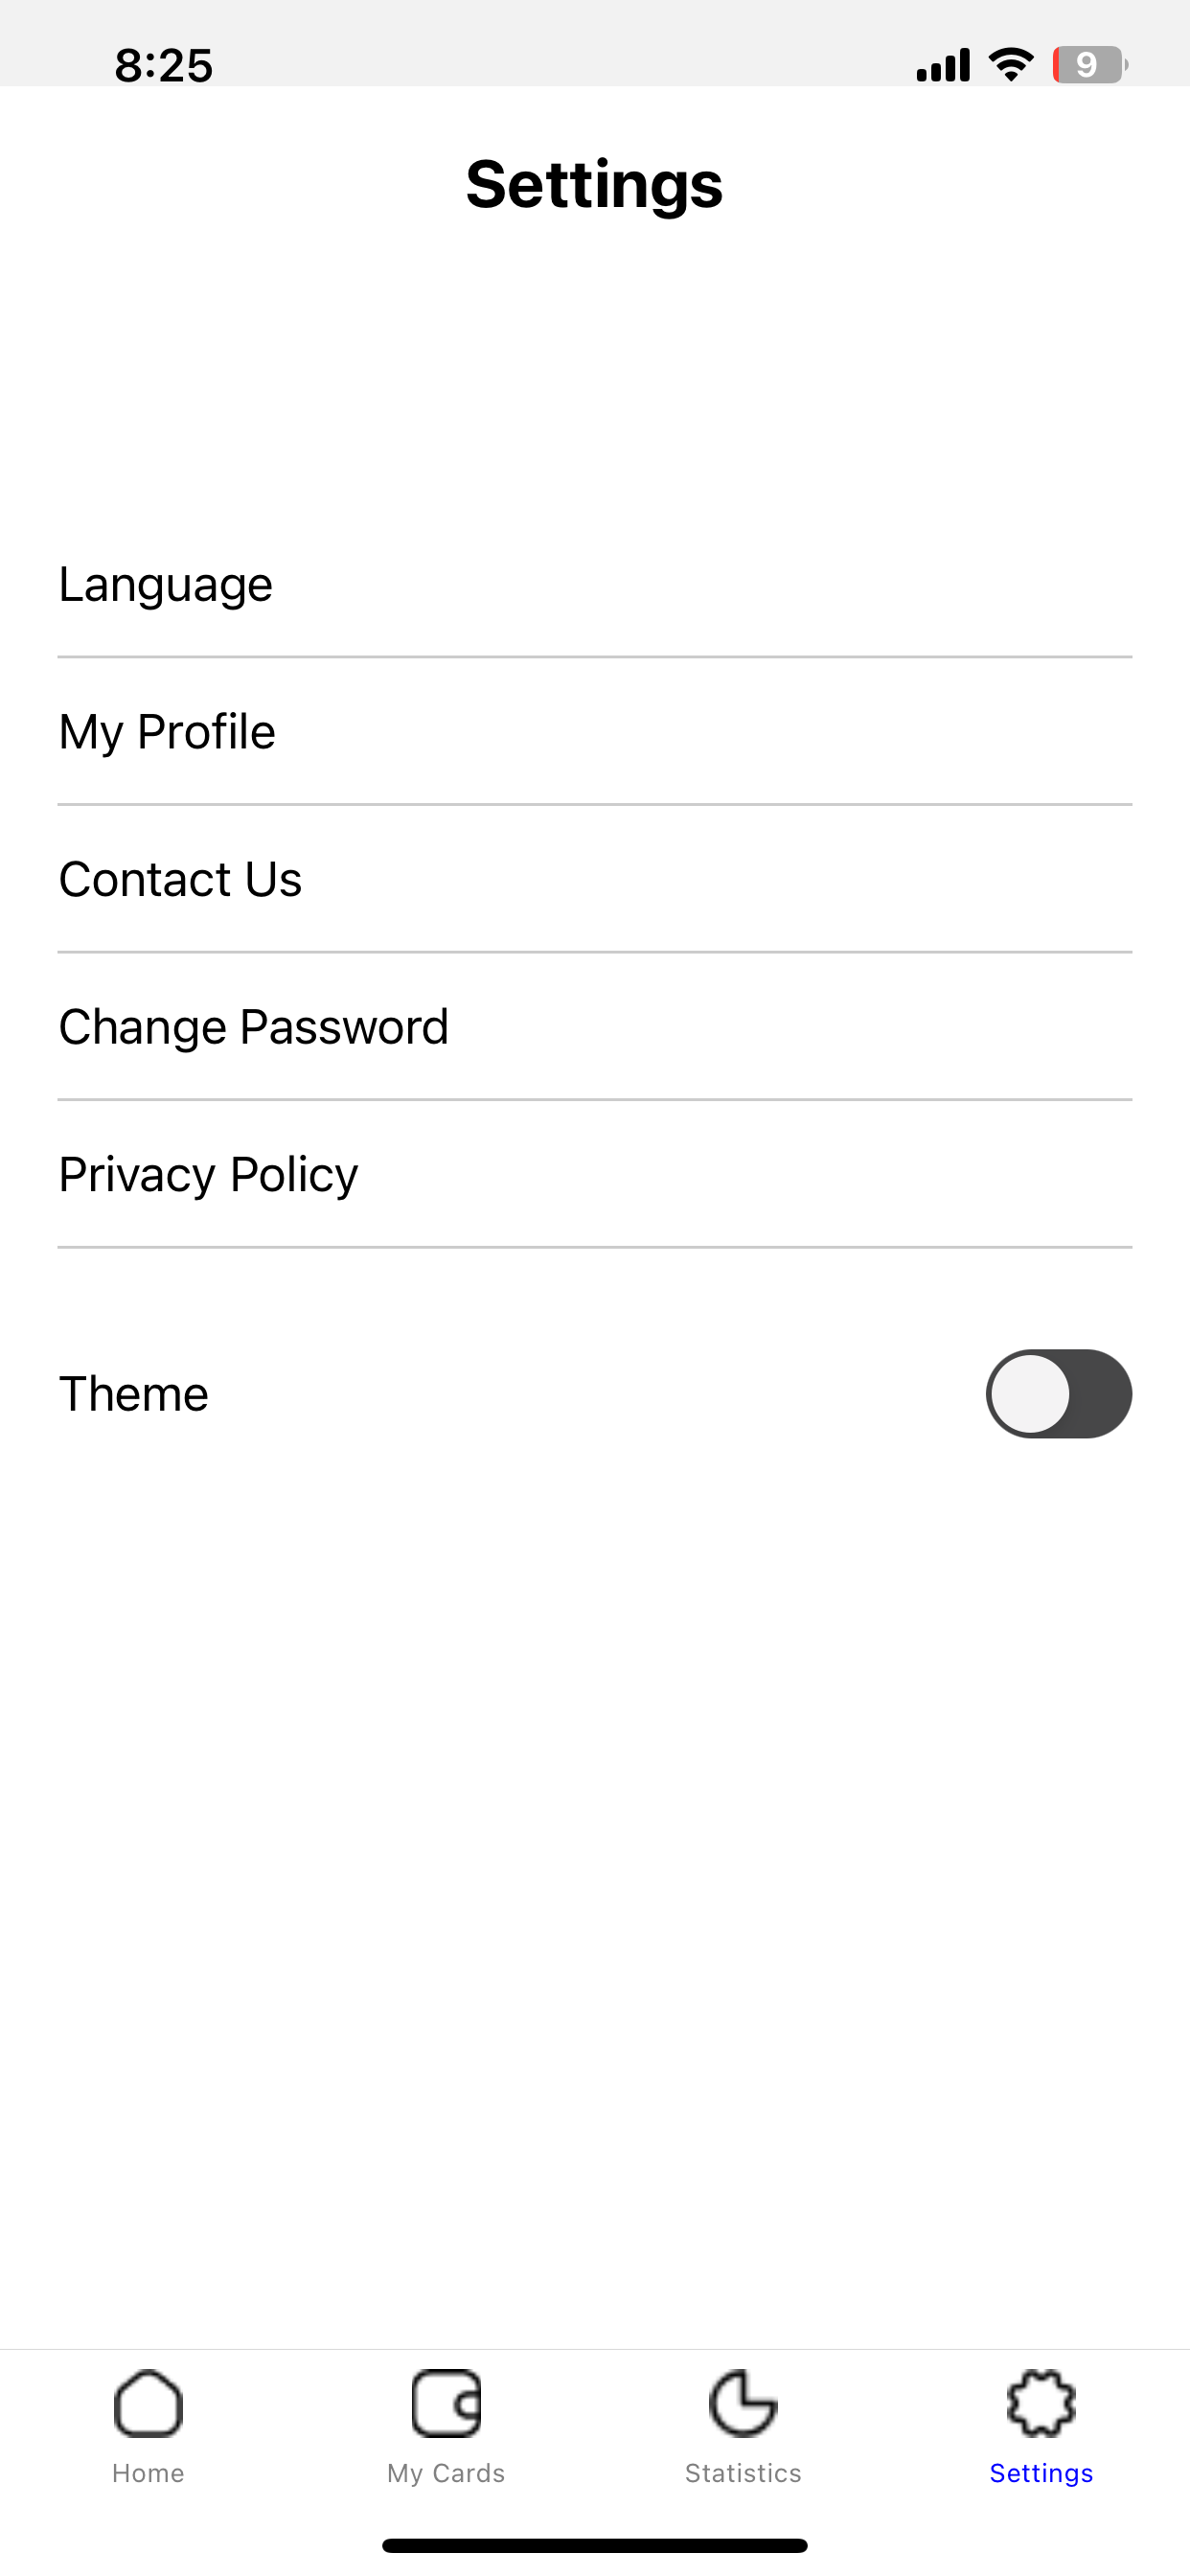 8:25
9
Settings
Language
My Profile
Contact Us
Change Password
Privacy Policy
Theme
Home
My Cards
Statistics
Settings